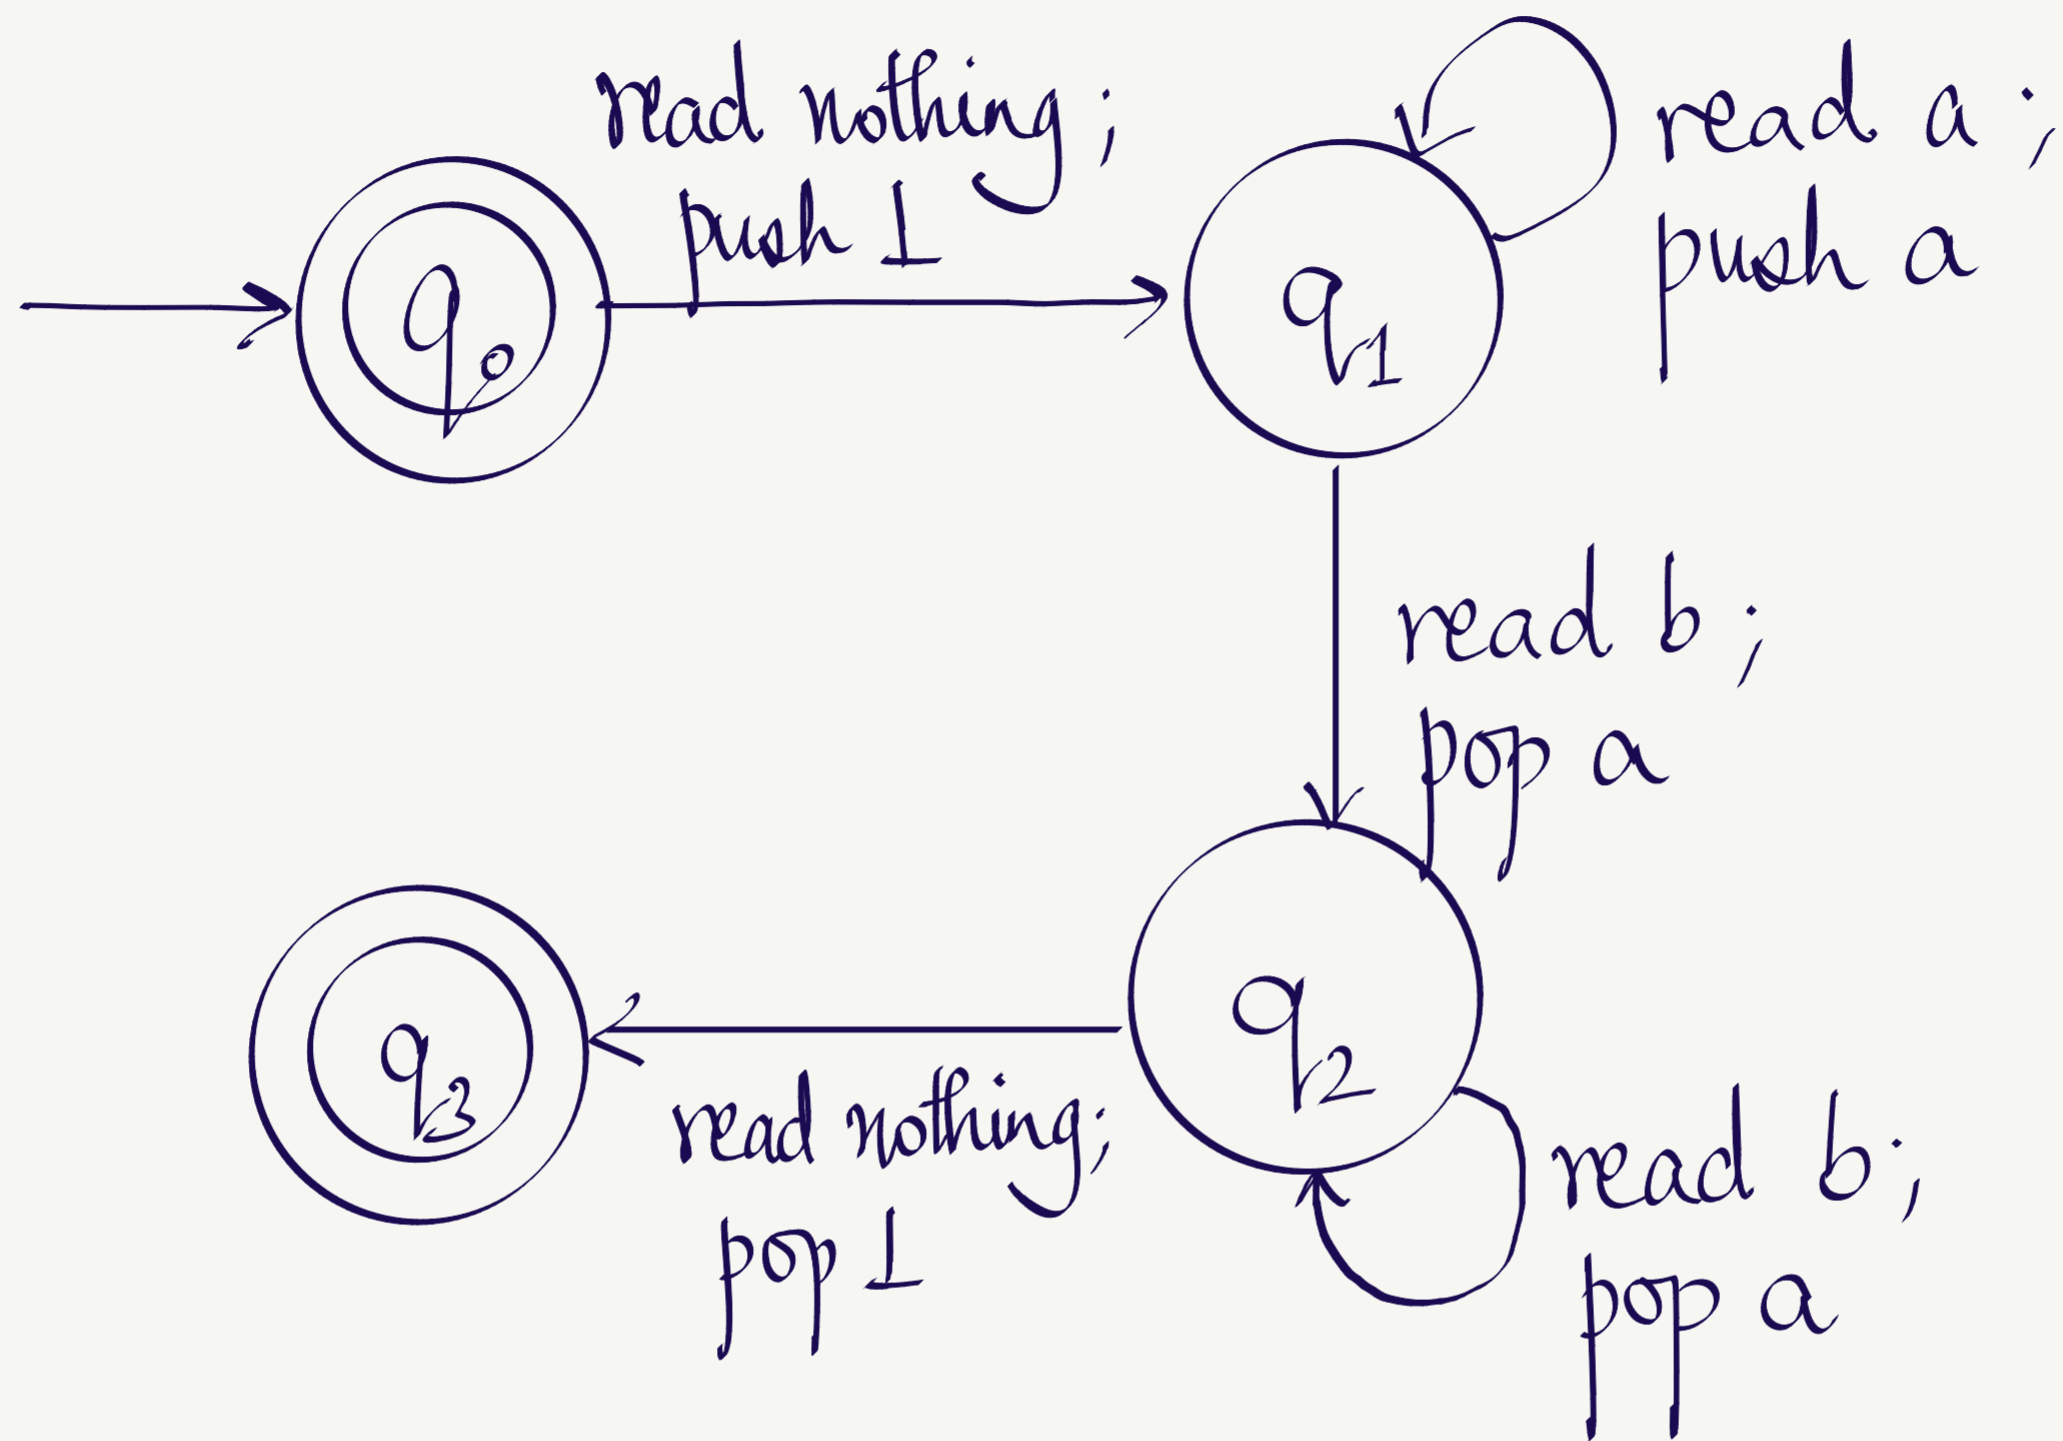 read nothing;
push ⊥
read a;
push a
q₀
q₁
read b;
pop a
q₂
q₃
read nothing;
pop ⊥
read b;
pop a